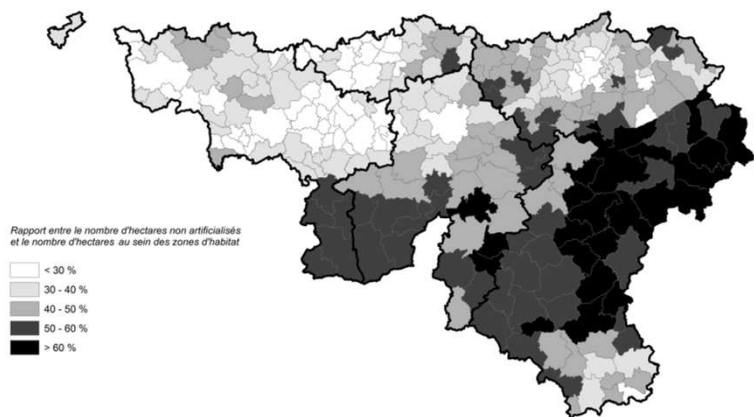 Rapport entre le nombre d'hectares non artificialisés
et le nombre d'hectares au sein des zones d'habitat
< 30 %
30 - 40 %
40 - 50 %
50 - 60 %
> 60 %